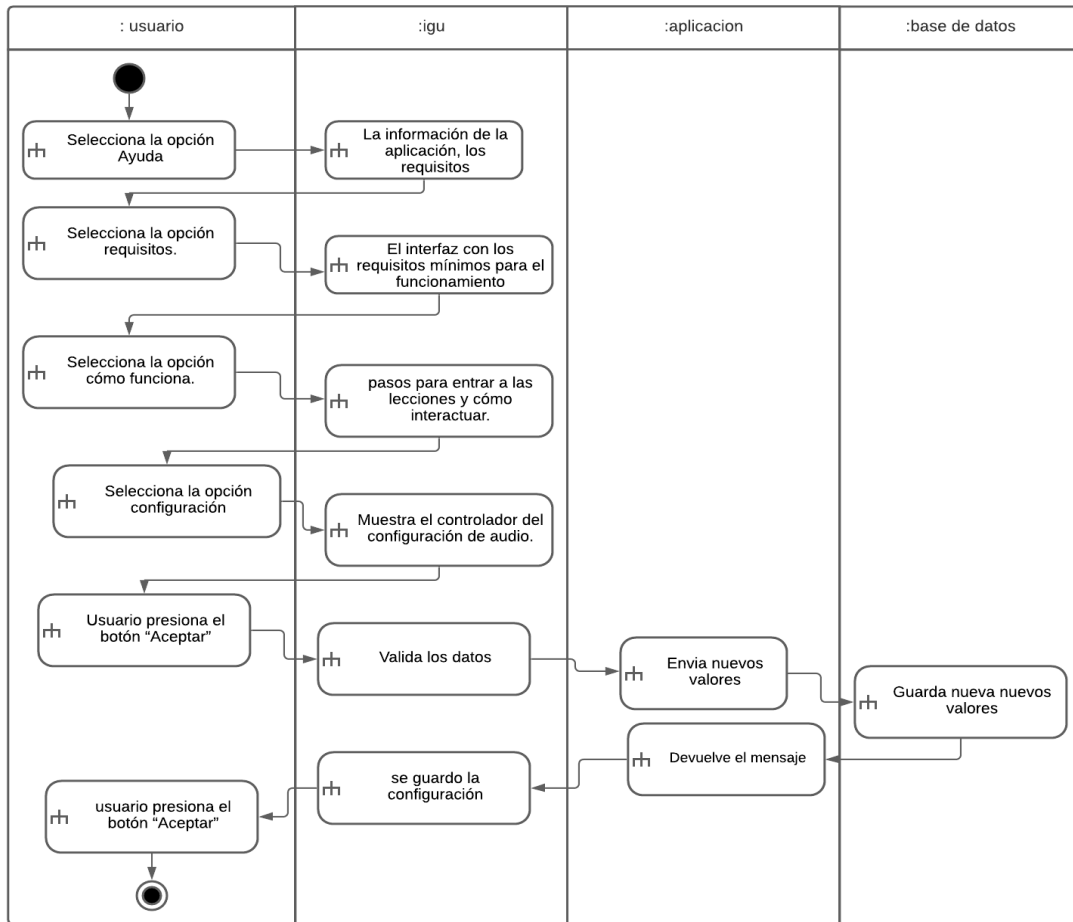 : usuario
:igu
:aplicacion
:base de datos
Selecciona la opción
Ayuda
La información de la
aplicación, los
requisitos
Selecciona la opción
requisitos.
El interfaz con los
requisitos mínimos para el
funcionamiento
Selecciona la opción
cómo funciona.
pasos para entrar a las
lecciones y cómo
interactuar.
Selecciona la opción
configuración
Muestra el controlador del
configuración de audio.
Usuario presiona el
botón “Aceptar”
Valida los datos
Envia nuevos
valores
Guarda nueva nuevos
valores
Devuelve el mensaje
se guardo la
configuración
usuario presiona el
botón “Aceptar”